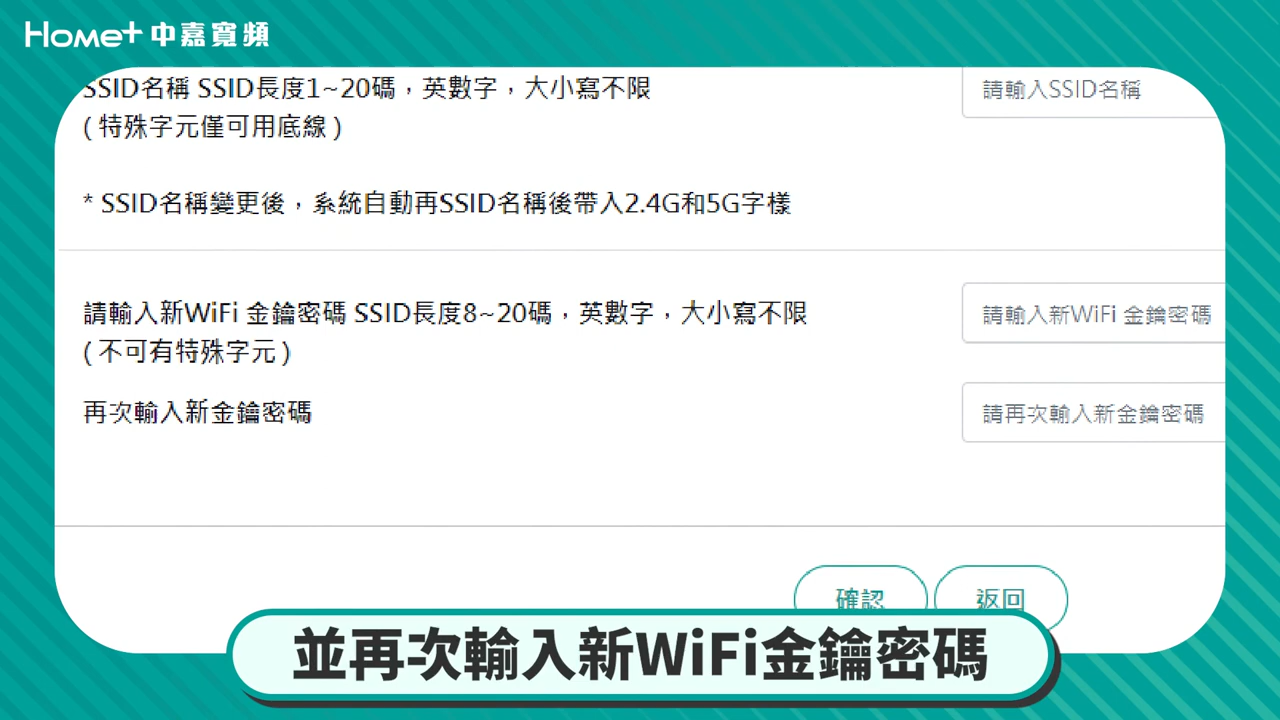 Home+ 中嘉寬頻
SSID名稱 SSID長度1~20碼，英數字，大小寫不限
請輸入SSID名稱
( 特殊字元僅可用底線 )
* SSID名稱變更後，系統自動再SSID名稱後帶入2.4G和5G字樣
請輸入新WiFi 金鑰密碼 SSID長度8~20碼，英數字，大小寫不限
請輸入新WiFi 金鑰密碼
( 不可有特殊字元 )
再次輸入新金鑰密碼
請再次輸入新金鑰密碼
確認
返回
並再次輸入新WiFi金鑰密碼